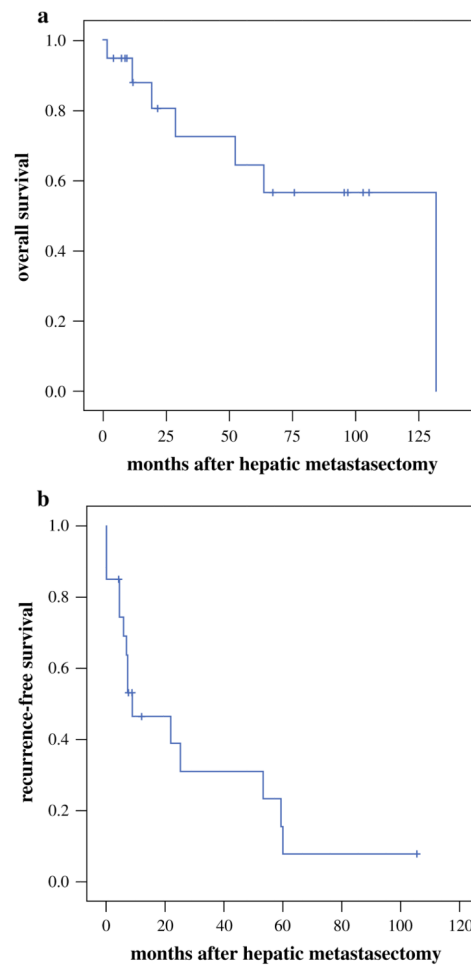 a
1.0
0.8
0.6
0.4
0.2
0.0
overall survival
0 25 50 75 100 125
months after hepatic metastasectomy
b
1.0
0.8
0.6
0.4
0.2
0.0
recurrence-free survival
0 20 40 60 80 100 120
months after hepatic metastasectomy